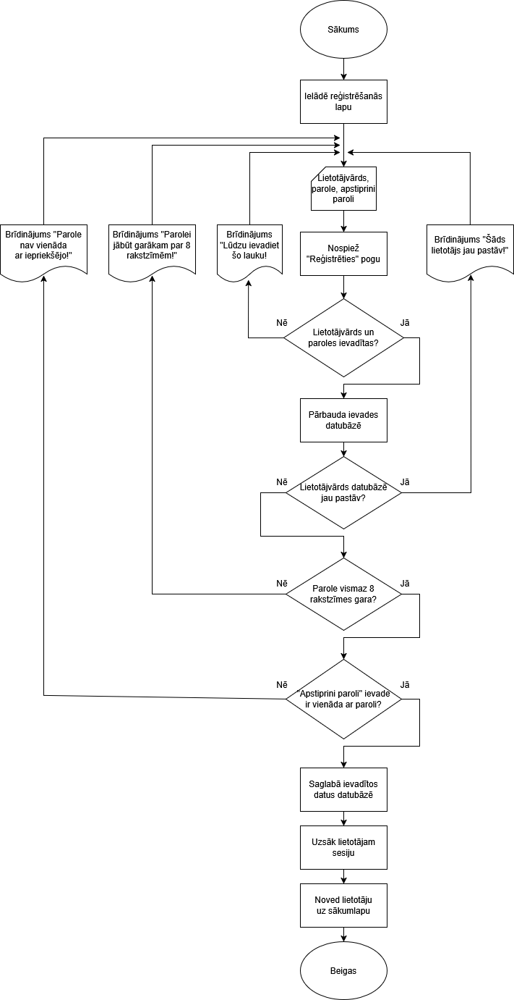 Sākums
Ielādē reģistrēšanās
lapu
Lietotājvārds,
parole, apstiprini
paroli
Brīdinājums "Parole
nav vienāda
ar iepriekšējo!"
Brīdinājums "Parolei
jābūt garākam par 8
rakstzīmēm!"
Brīdinājums
"Lūdzu ievadiet
šo lauku!
Nospiež
"Reģistrēties" pogu
Brīdinājums "Šāds
lietotājs jau pastāv!"
Nē
Jā
Lietotājvārds un
paroles ievadītas?
Pārbauda ievades
datubāzē
Nē
Jā
Lietotājvārds datubāzē
jau pastāv?
Nē
Jā
Parole vismaz 8
rakstzīmes gara?
Nē
Jā
"Apstiprini paroli" ievade
ir vienāda ar paroli?
Saglabā ievadītos
datus datubāzē
Uzsāk lietotājam
sesiju
Noved lietotāju
uz sākumlapu
Beigas